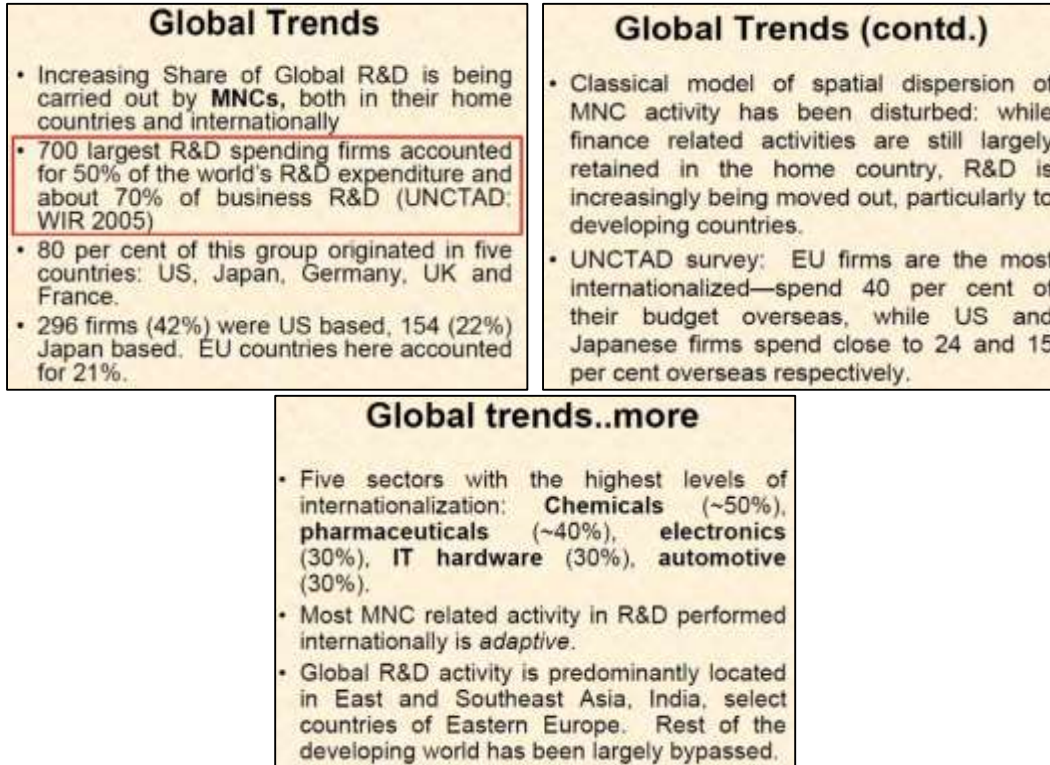 Global Trends
• Increasing Share of Global R&D is being
carried out by MNCs, both in their home
countries and internationally
• 700 largest R&D spending firms accounted
for 50% of the world's R&D expenditure and
about 70% of business R&D (UNCTAD:
WIR 2005)
• 80 per cent of this group originated in five
countries: US, Japan, Germany, UK and
France.
• 296 firms (42%) were US based, 154 (22%)
Japan based. EU countries here accounted
for 21%.
Global Trends (contd.)
• Classical model of spatial dispersion of
MNC activity has been disturbed: while
finance related activities are still largely
retained in the home country, R&D is
increasingly being moved out, particularly to
developing countries.
• UNCTAD survey: EU firms are the most
internationalized—spend 40 per cent of
their budget overseas, while US and
Japanese firms spend close to 24 and 15
per cent overseas respectively.
Global trends..more
• Five sectors with the highest levels of
internationalization: Chemicals (~50%),
pharmaceuticals (~40%), electronics
(30%), IT hardware (30%), automotive
(30%).
• Most MNC related activity in R&D performed
internationally is adaptive.
• Global R&D activity is predominantly located
in East and Southeast Asia, India, select
countries of Eastern Europe. Rest of the
developing world has been largely bypassed.